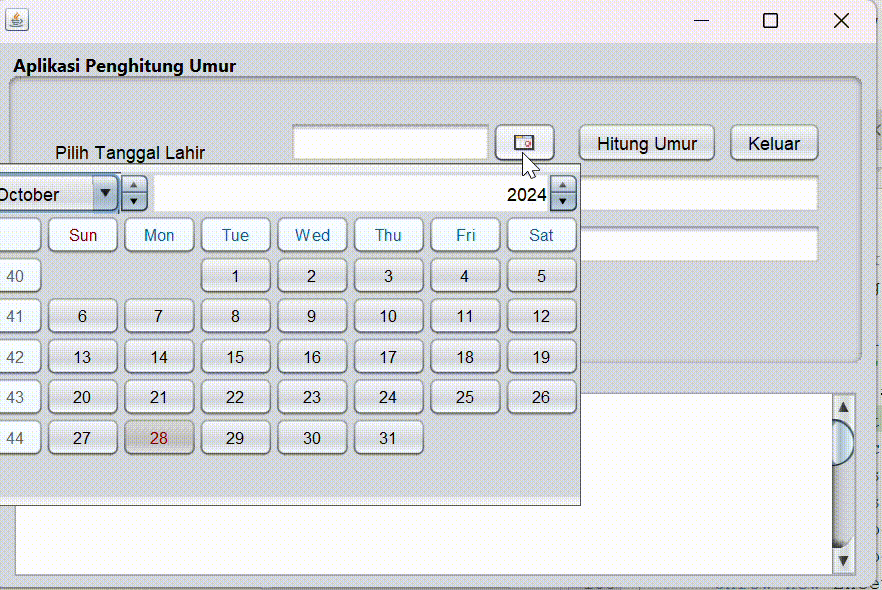 Aplikasi Penghitung Umur
Pilih Tanggal Lahir
Hitung Umur Keluar
October 2024
Sun Mon Tue Wed Thu Fri Sat
40 1 2 3 4 5
41 6 7 8 9 10 11 12
42 13 14 15 16 17 18 19
43 20 21 22 23 24 25 26
44 27 28 29 30 31